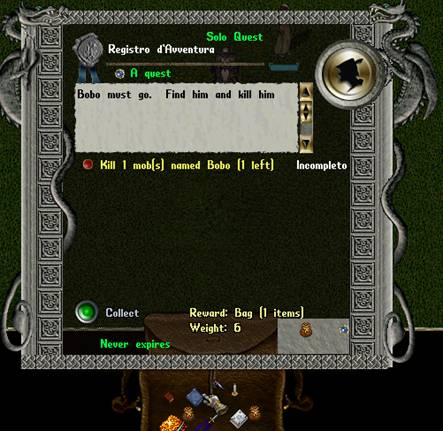 Solo Quest
Registro d'Avventura
A quest
Bobo must go. Find him and kill him
Kill 1 mob(s) named Bobo (1 left) Incompleto
Collect Reward: Bag (1 items)
Weight: 6
Never expires